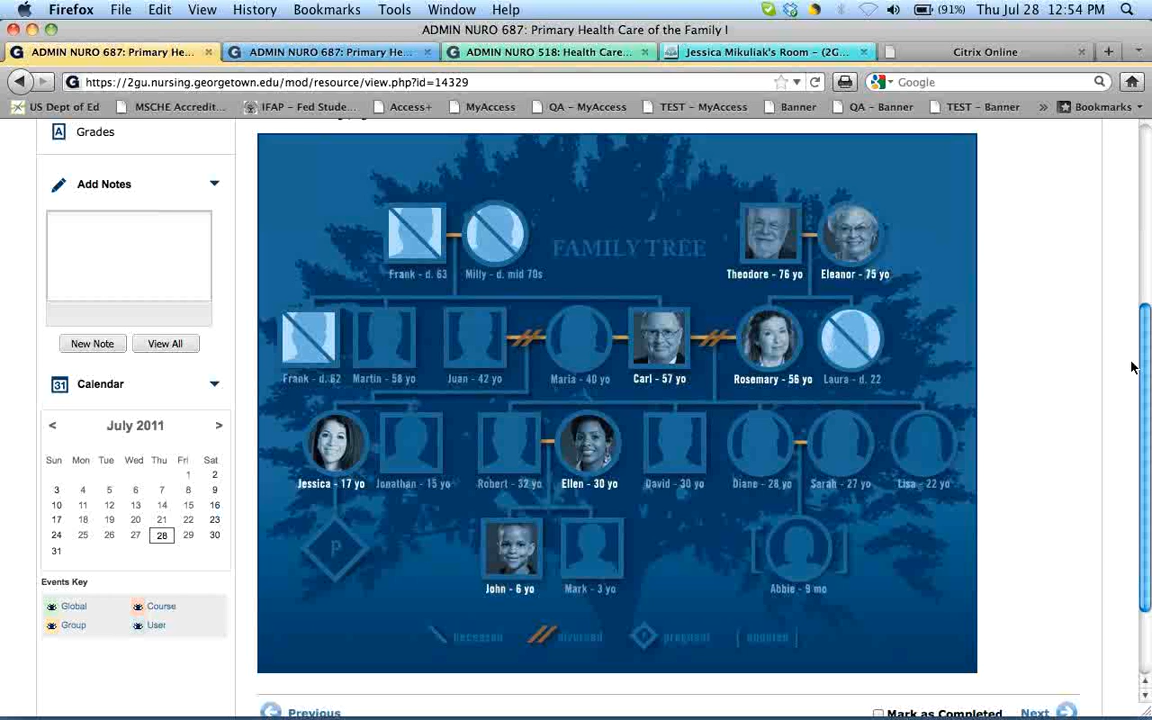 Firefox File Edit View History Bookmarks Tools Window Help (91%) Thu Jul 28 12:54 PM
ADMIN NURO 687: Primary Health Care of the Family I
ADMIN NURO 687: Primary He... ADMIN NURO 687: Primary He... ADMIN NURO 518: Health Care... Jessica Mikuliak's Room – (2G... Citrix Online
https://2gu.nursing.georgetown.edu/mod/resource/view.php?id=14329 Google
US Dept of Ed MSCHE Accredit... IFAP – Fed Stude... Access+ MyAccess QA – MyAccess TEST – MyAccess Banner QA – Banner TEST – Banner » Bookmarks
Grades
Add Notes
New Note View All
Calendar
< July 2011 >
Sun Mon Tue Wed Thu Fri Sat
1 2
3 4 5 6 7 8 9
10 11 12 13 14 15 16
17 18 19 20 21 22 23
24 25 26 27 28 29 30
31
Events Key
Global Course
Group User
FAMILY TREE
Frank - d. 63 Milly - d. mid 70s Theodore - 76 yo Eleanor - 75 yo
Frank - d. 62 Martin - 58 yo Juan - 42 yo Maria - 40 yo Carl - 57 yo Rosemary - 56 yo Laura - d. 22
Jessica - 17 yo Jonathan - 15 yo Robert - 32 yo Ellen - 30 yo David - 30 yo Diane - 28 yo Sarah - 27 yo Lisa - 22 yo
P
John - 6 yo Mark - 3 yo Abbie - 9 mo
deceased divorced pregnant adopted
Previous Mark as Completed Next